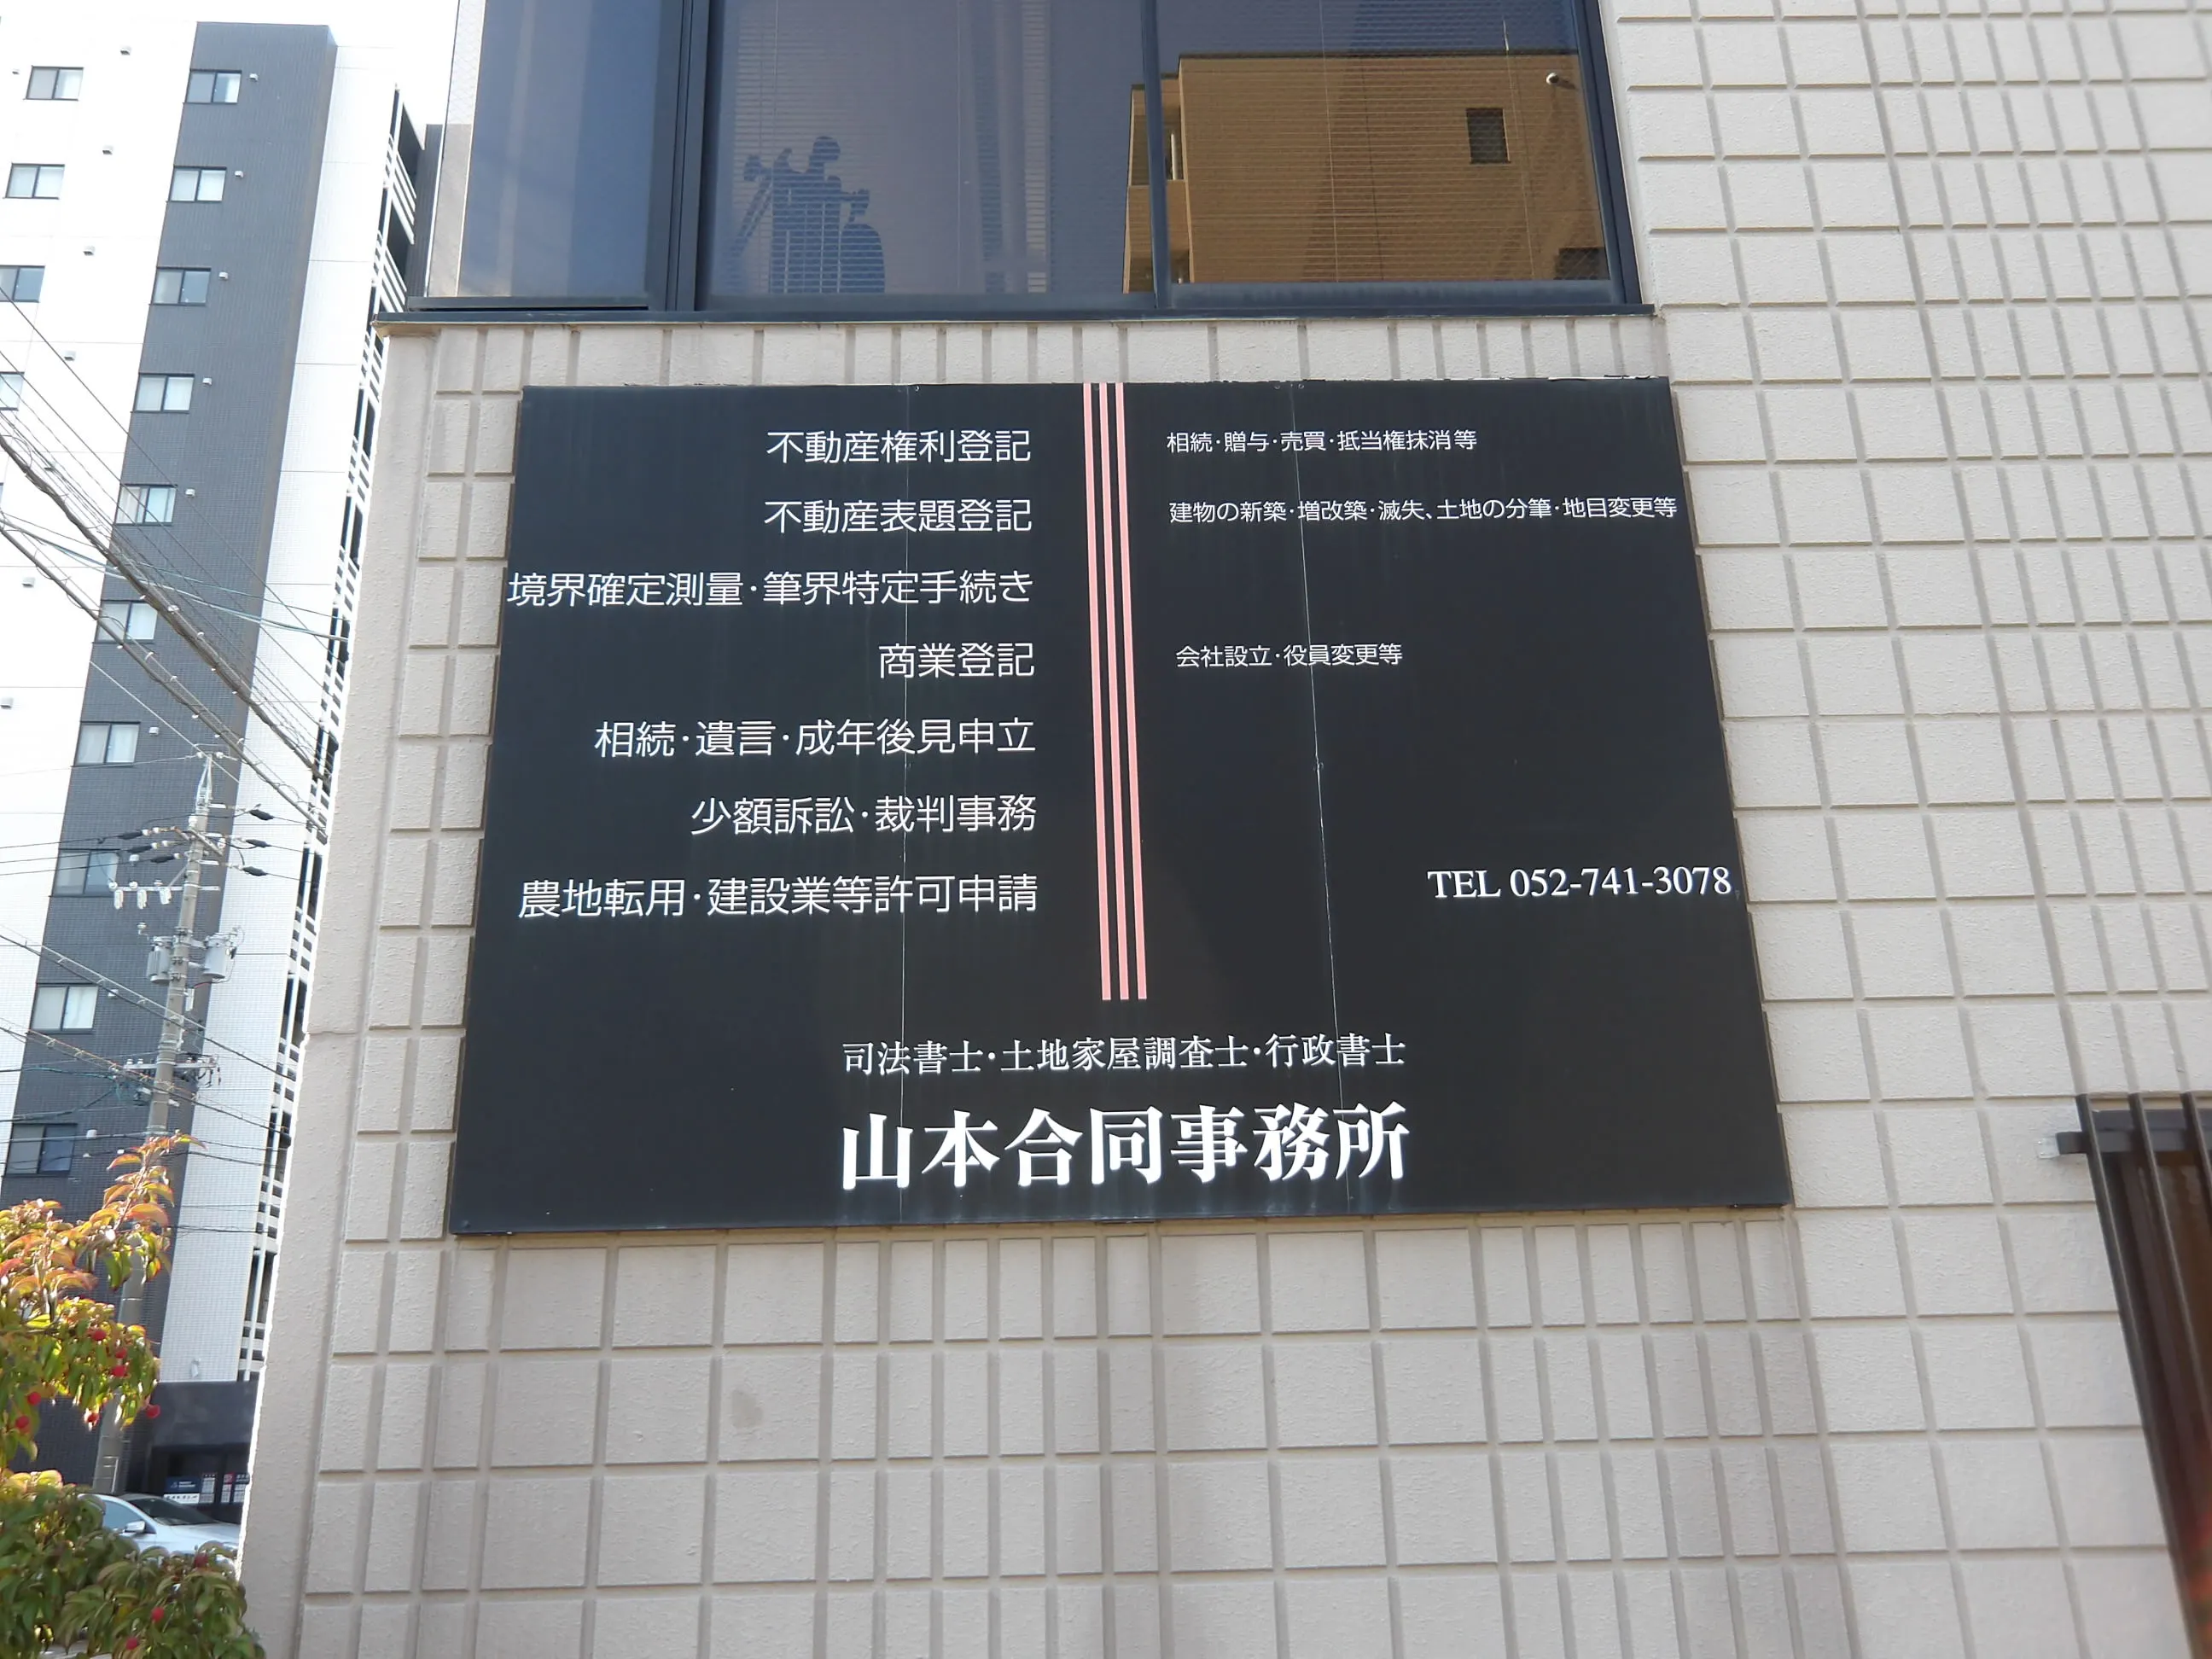 不動産権利登記 相続・贈与・売買・抵当権抹消等
不動産表題登記 建物の新築・増改築・滅失、土地の分筆・地目変更等
境界確定測量・筆界特定手続き
商業登記 会社設立・役員変更等
相続・遺言・成年後見申立
少額訴訟・裁判事務
農地転用・建設業等許可申請
TEL 052-741-3078
司法書士・土地家屋調査士・行政書士
山本合同事務所